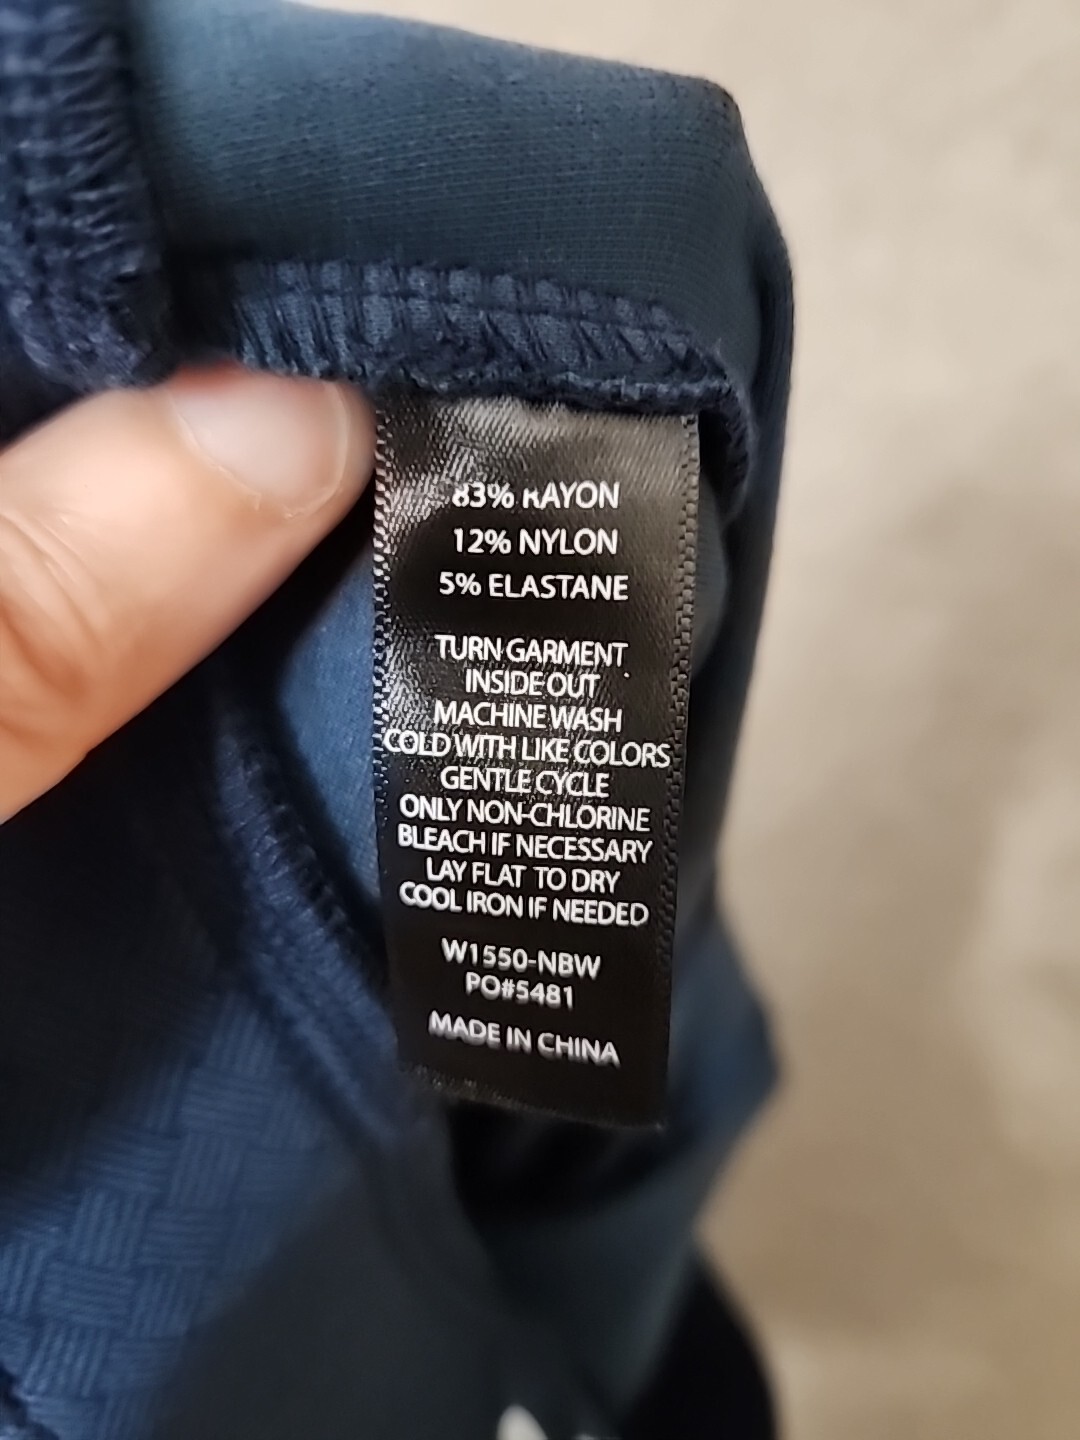 83% RAYON
12% NYLON
5% ELASTANE
TURN GARMENT
INSIDE OUT
MACHINE WASH
COLD WITH LIKE COLORS
GENTLE CYCLE
ONLY NON-CHLORINE
BLEACH IF NECESSARY
LAY FLAT TO DRY
COOL IRON IF NEEDED
W1550-NBW
PO#5481
MADE IN CHINA